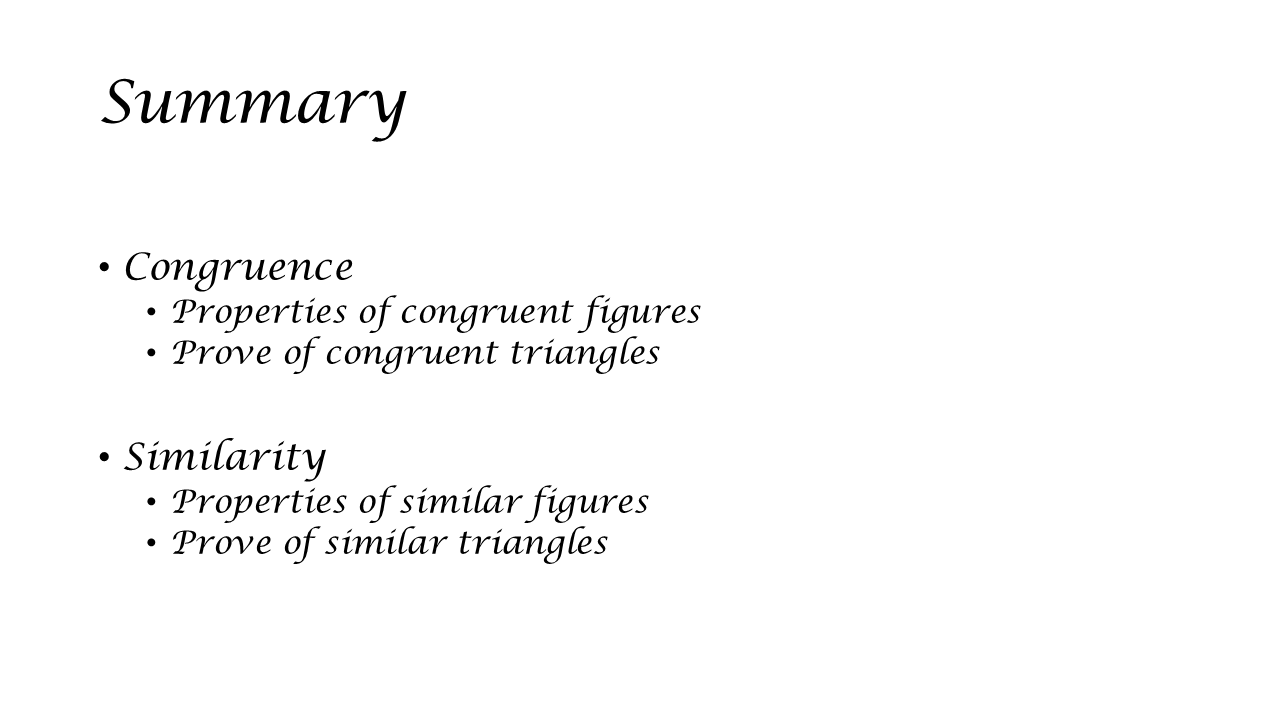 Summary
• Congruence
• Properties of congruent figures
• Prove of congruent triangles
• Similarity
• Properties of similar figures
• Prove of similar triangles